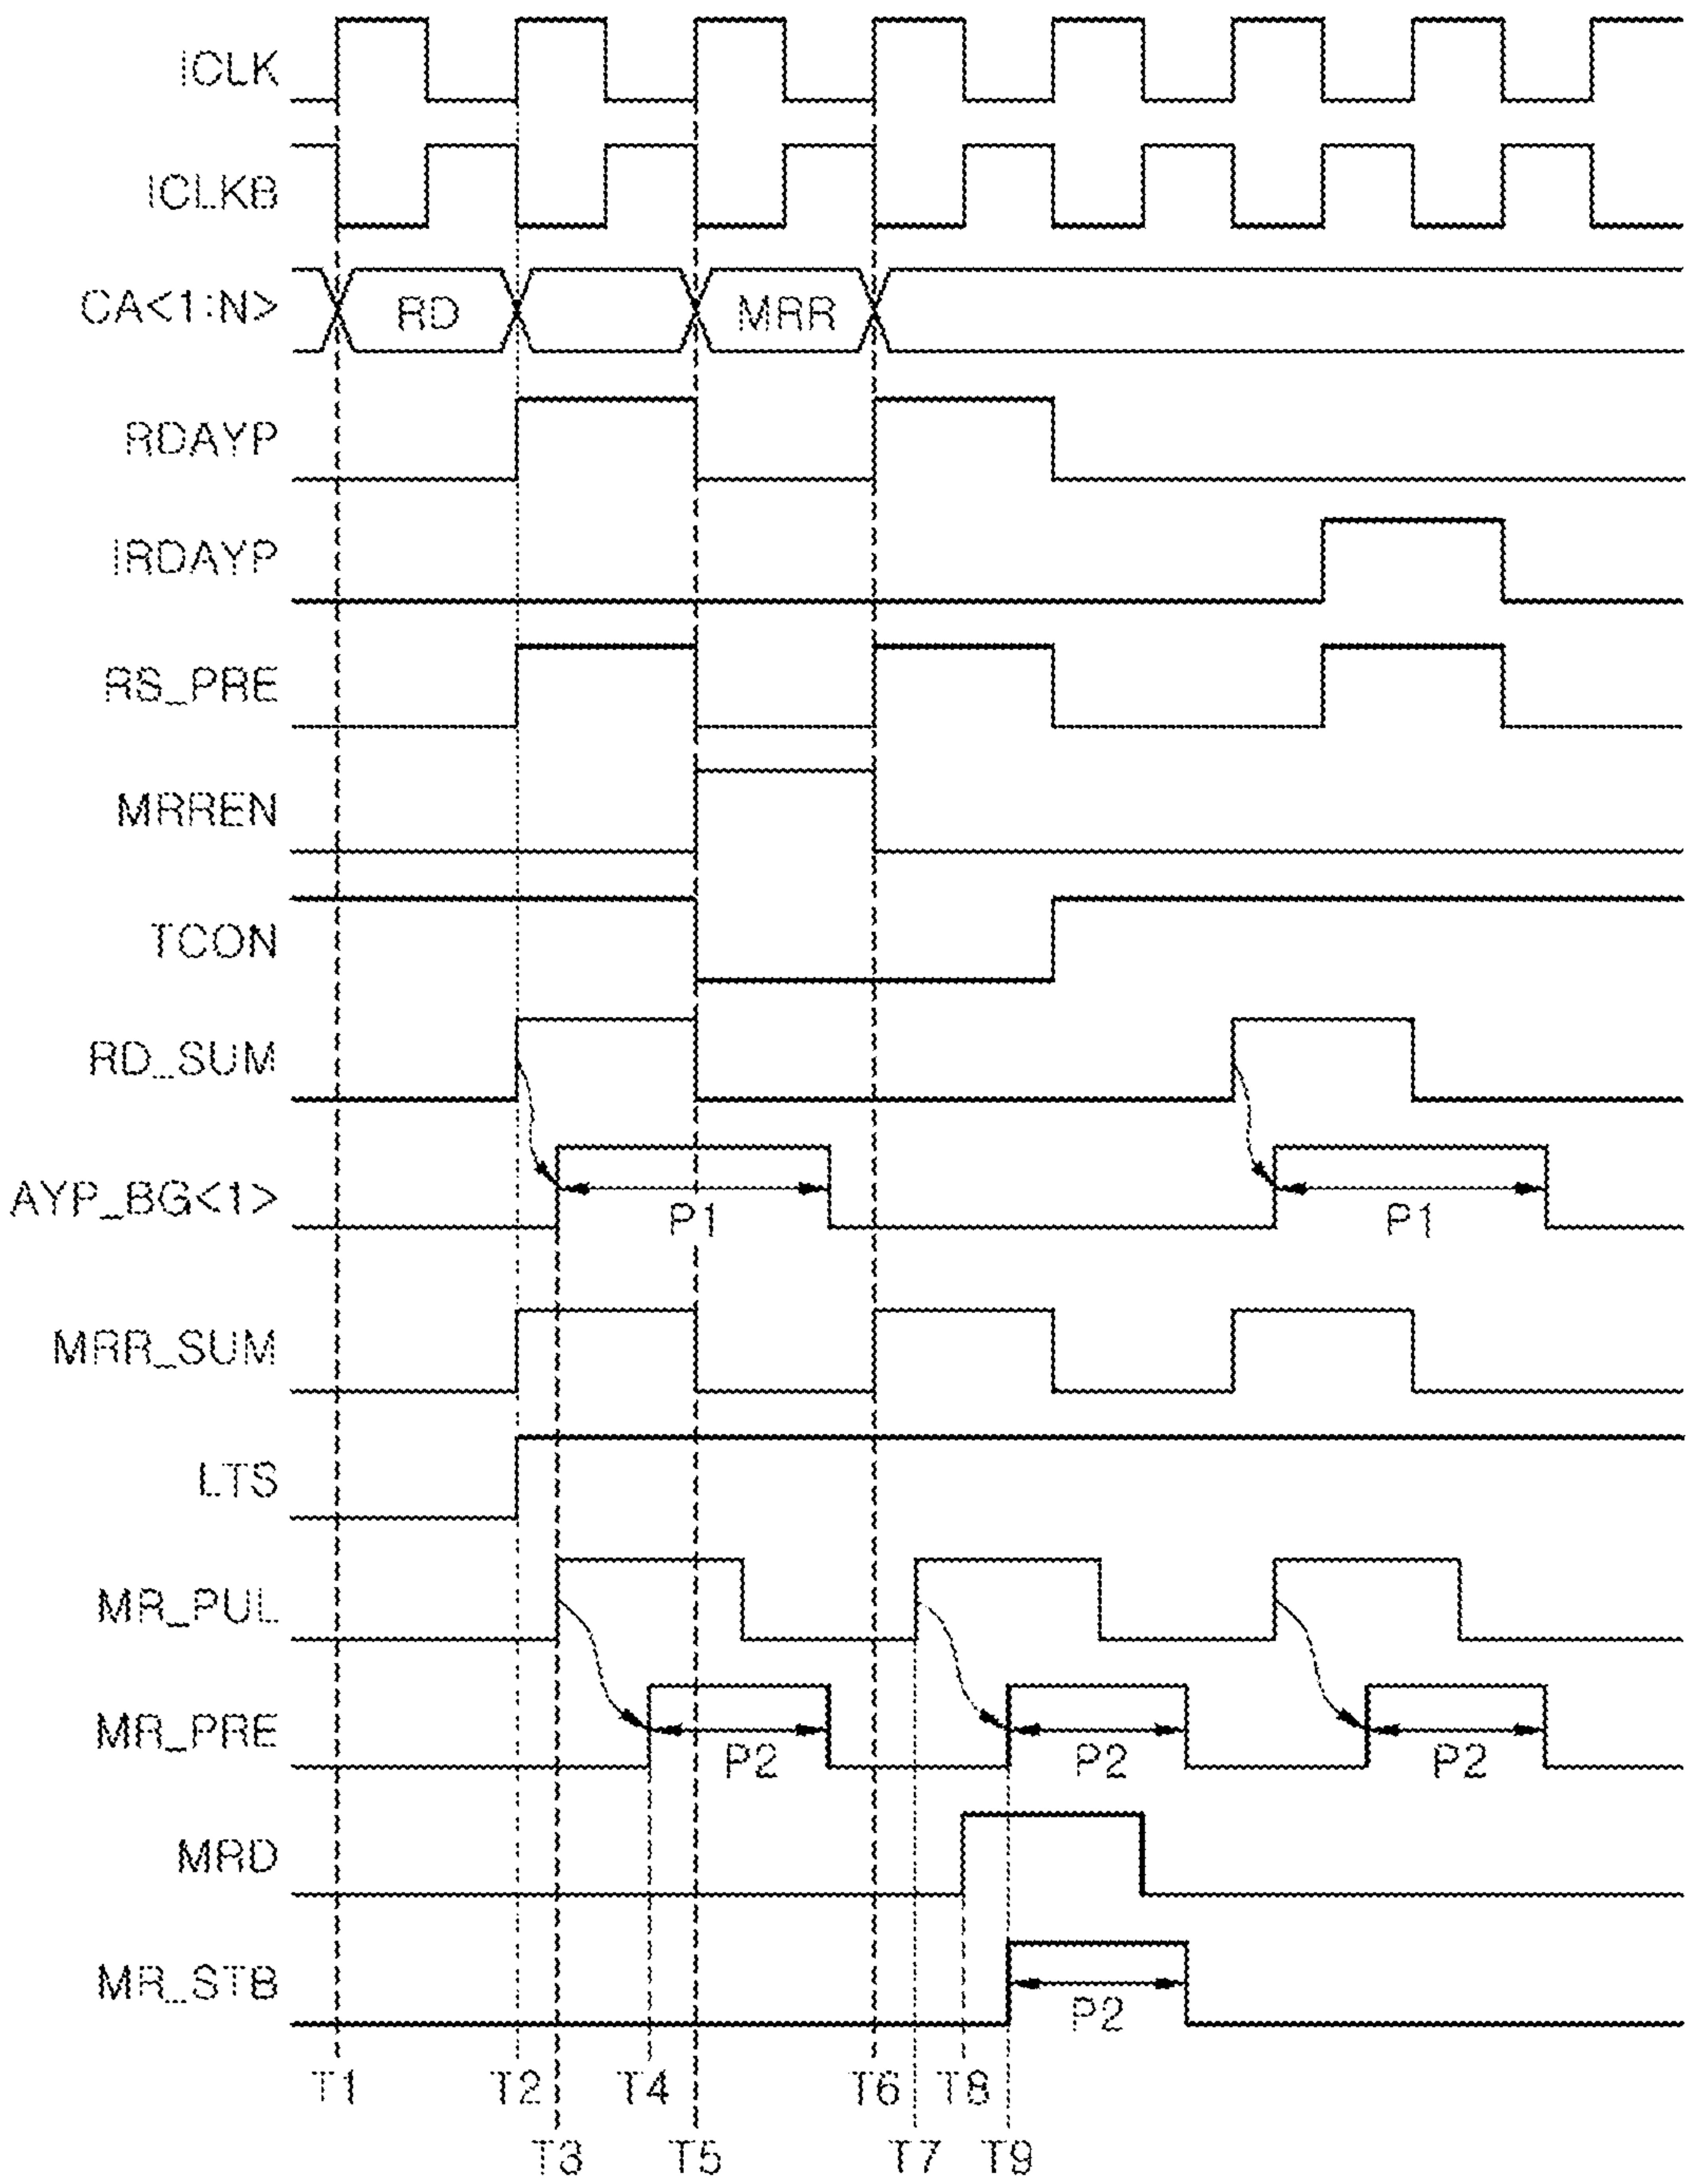 ICLK
ICLKB
CA<1:N> RD MRR
RDAYP
IRDAYP
RS_PRE
MRREN
TCON
RD_SUM
AYP_BG<1> P1 P1
MRR_SUM
LTS
MR_PUL
MR_PRE P2 P2 P2
MRD
MR_STB P2
T1 T2 T4 T6 T8
T3 T5 T7 T9